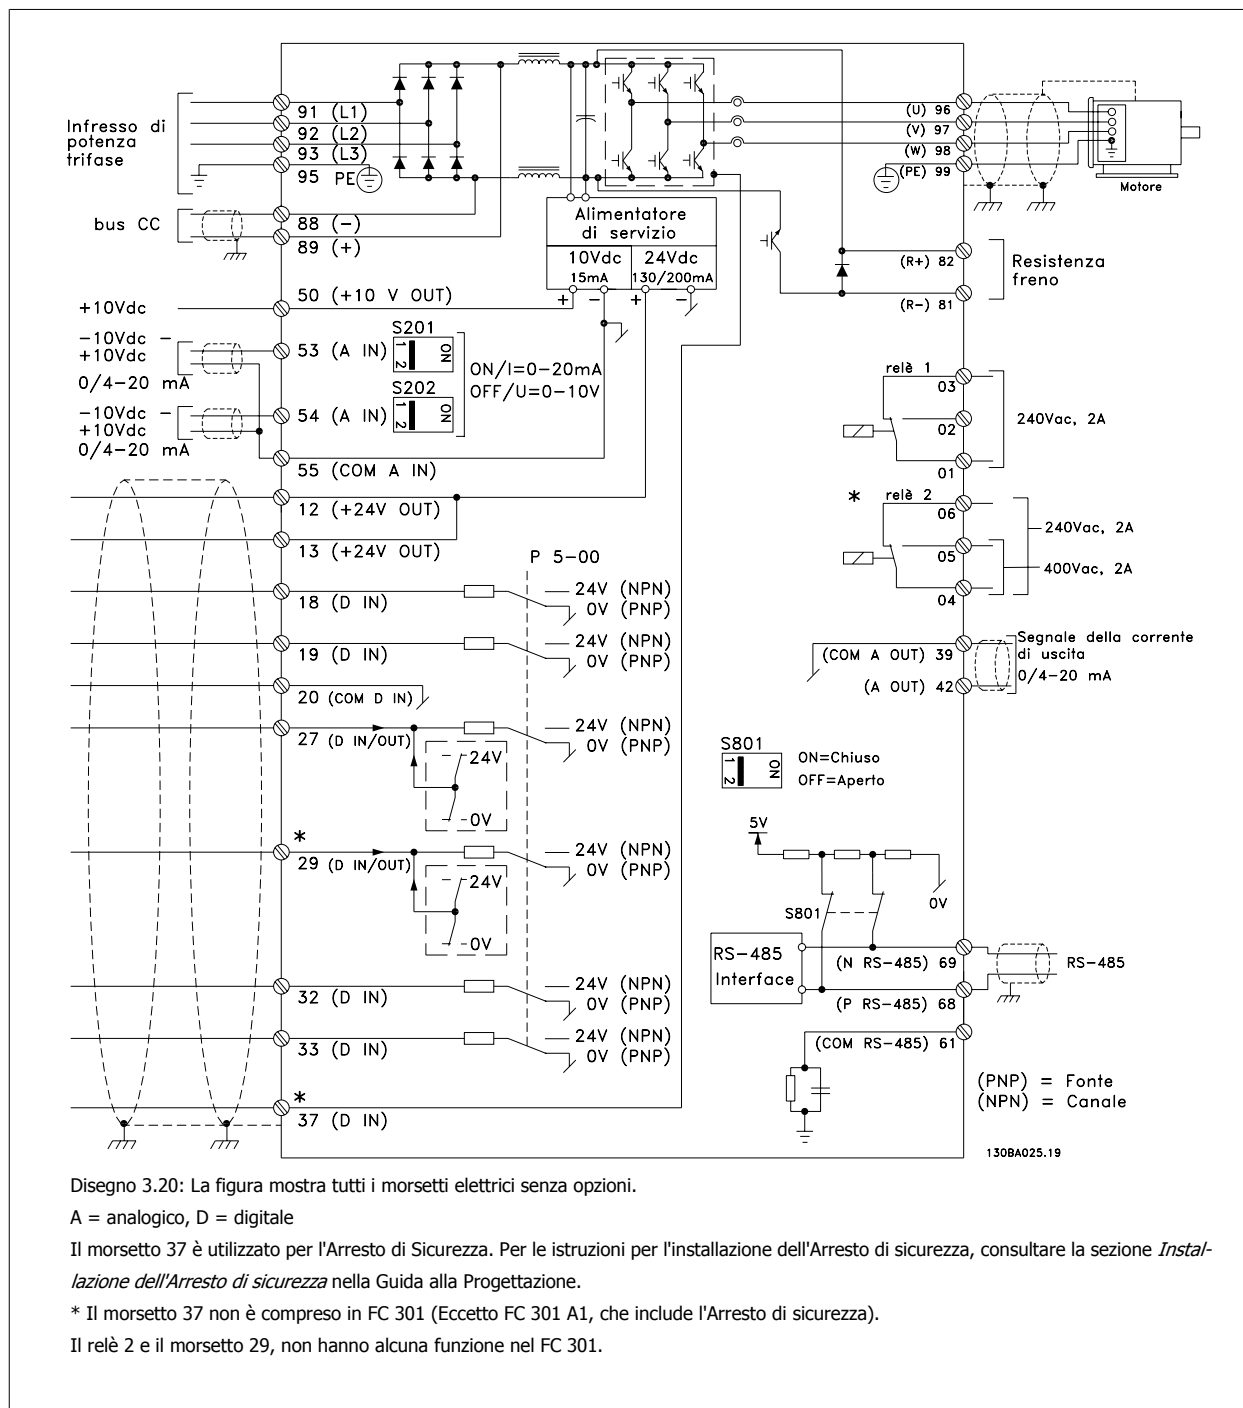 Infresso di
potenza
trifase
91 (L1)
92 (L2)
93 (L3)
95 PE
bus CC
88 (-)
89 (+)
+10Vdc
50 (+10 V OUT)
-10Vdc -
+10Vdc
0/4-20 mA
53 (A IN)
S201
1 2 ON
-10Vdc -
+10Vdc
0/4-20 mA
54 (A IN)
S202
1 2 ON
ON/I=0-20mA
OFF/U=0-10V
55 (COM A IN)
12 (+24V OUT)
13 (+24V OUT)
P 5-00
18 (D IN)
24V (NPN)
0V (PNP)
19 (D IN)
24V (NPN)
0V (PNP)
20 (COM D IN)
27 (D IN/OUT)
24V (NPN)
0V (PNP)
24V
0V
*
29 (D IN/OUT)
24V (NPN)
0V (PNP)
24V
0V
32 (D IN)
24V (NPN)
0V (PNP)
33 (D IN)
24V (NPN)
0V (PNP)
*
37 (D IN)
Alimentatore
di servizio
10Vdc
15mA
24Vdc
130/200mA
+ - + -
(U) 96
(V) 97
(W) 98
(PE) 99
Motore
(R+) 82
(R-) 81
Resistenza
freno
relè 1
03
02
01
240Vac, 2A
* relè 2
06
05
04
240Vac, 2A
400Vac, 2A
(COM A OUT) 39
(A OUT) 42
Segnale della corrente
di uscita
0/4-20 mA
S801
1 2 ON
ON=Chiuso
OFF=Aperto
5V
S801
0V
RS-485
Interface
(N RS-485) 69
(P RS-485) 68
RS-485
(COM RS-485) 61
(PNP) = Fonte
(NPN) = Canale
130BA025.19
Disegno 3.20: La figura mostra tutti i morsetti elettrici senza opzioni.
A = analogico, D = digitale
Il morsetto 37 è utilizzato per l'Arresto di Sicurezza. Per le istruzioni per l'installazione dell'Arresto di sicurezza, consultare la sezione Instal-
lazione dell'Arresto di sicurezza nella Guida alla Progettazione.
* Il morsetto 37 non è compreso in FC 301 (Eccetto FC 301 A1, che include l'Arresto di sicurezza).
Il relè 2 e il morsetto 29, non hanno alcuna funzione nel FC 301.